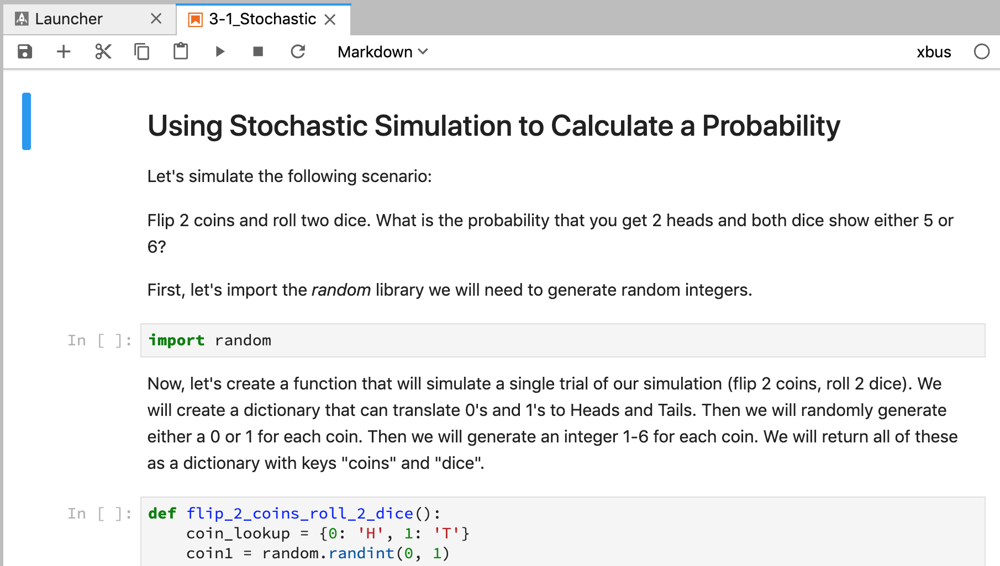 Launcher
3-1_Stochastic
Markdown
xbus
Using Stochastic Simulation to Calculate a Probability
Let's simulate the following scenario:
Flip 2 coins and roll two dice. What is the probability that you get 2 heads and both dice show either 5 or
6?
First, let's import the random library we will need to generate random integers.
In [ ]:
import random
Now, let's create a function that will simulate a single trial of our simulation (flip 2 coins, roll 2 dice). We
will create a dictionary that can translate 0's and 1's to Heads and Tails. Then we will randomly generate
either a 0 or 1 for each coin. Then we will generate an integer 1-6 for each coin. We will return all of these
as a dictionary with keys "coins" and "dice".
In [ ]:
def flip_2_coins_roll_2_dice():
    coin_lookup = {0: 'H', 1: 'T'}
    coin1 = random.randint(0, 1)